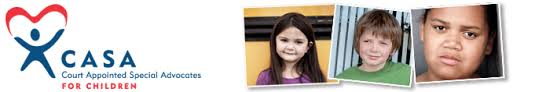 CASA
Court Appointed Special Advocates
FOR CHILDREN